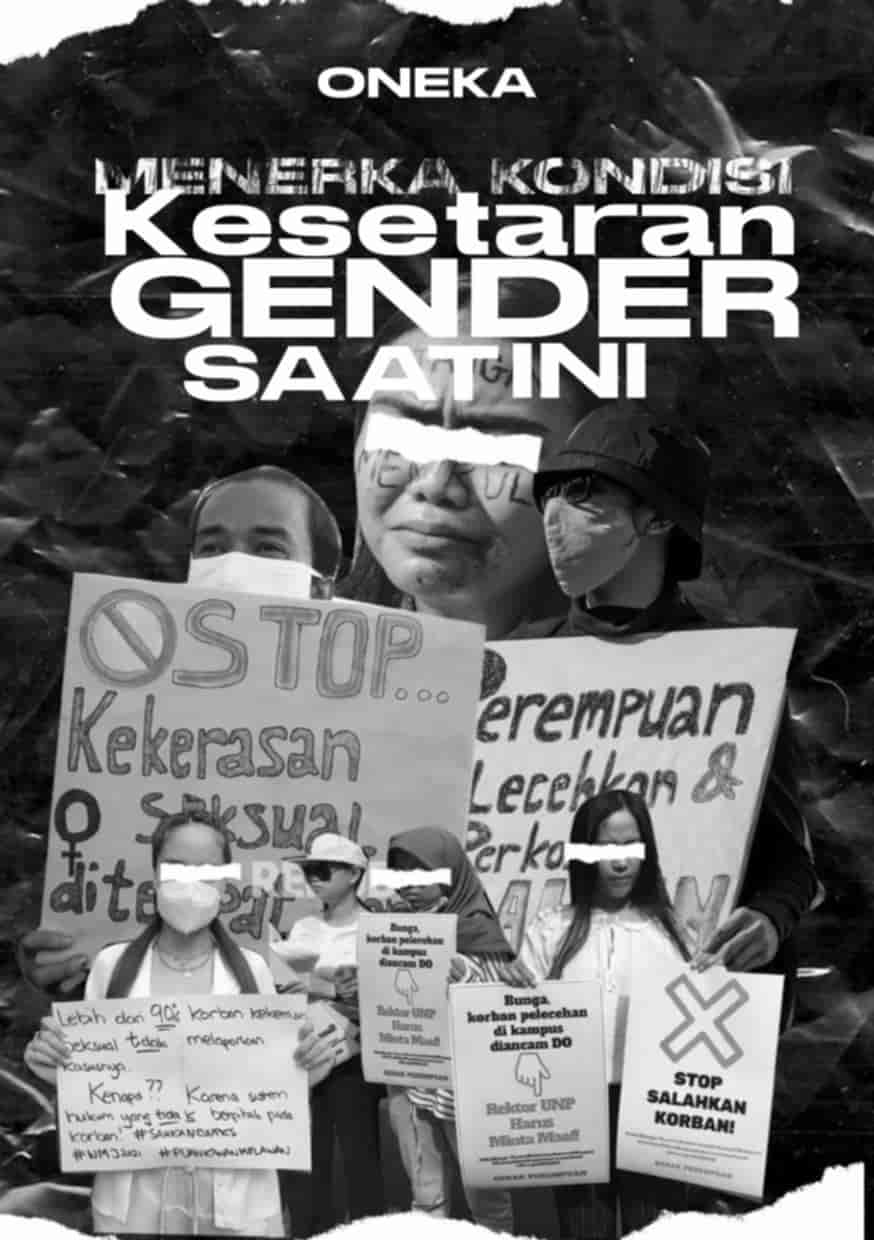 ONEKA
MENERKA KONDISI
Kesetaran
GENDER
SAAT INI
STOP...
Kekerasan
seksual
Perempuan
Lecehkan &
Bunga,
korban pelecehan
di kampus
diancam DO
Rektor UNP
Harus
Minta Maaf!
Bunga,
korban pelecehan
di kampus
diancam DO
Rektor UNP
Harus
Minta Maaf!
STOP
SALAHKAN
KORBAN!
Lebih dari 90% korban
seksual tidak melaporkan
kasusnya.
Kenapa?? Karena sistem
hukum yang tidak berpihak pada
korban!